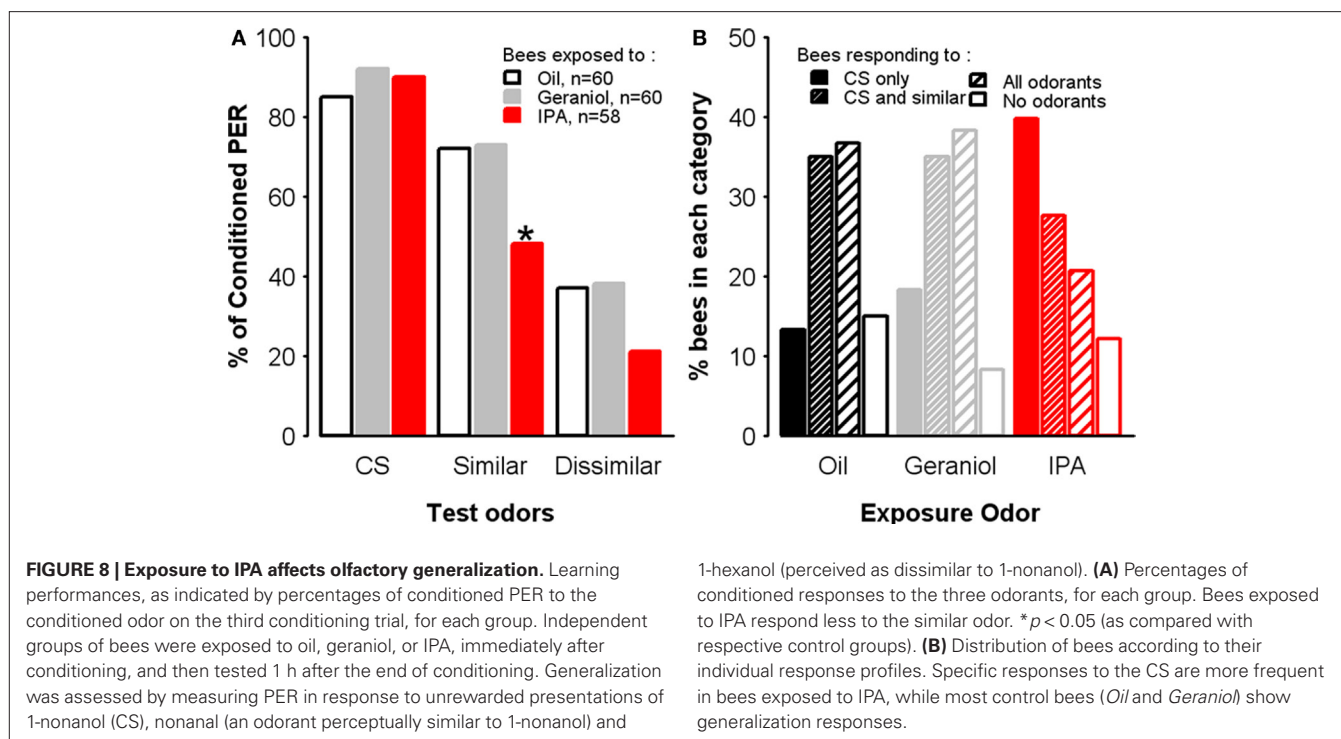 A
100
80
60
40
20
0
% of Conditioned PER
Bees exposed to :
Oil, n=60
Geraniol, n=60
IPA, n=58
*
CS Similar Dissimilar
Test odors
B
50
40
30
20
10
0
% bees in each category
Bees responding to :
CS only
CS and similar
All odorants
No odorants
Oil Geraniol IPA
Exposure Odor
FIGURE 8 | Exposure to IPA affects olfactory generalization. Learning
performances, as indicated by percentages of conditioned PER to the
conditioned odor on the third conditioning trial, for each group. Independent
groups of bees were exposed to oil, geraniol, or IPA, immediately after
conditioning, and then tested 1 h after the end of conditioning. Generalization
was assessed by measuring PER in response to unrewarded presentations of
1-nonanol (CS), nonanal (an odorant perceptually similar to 1-nonanol) and
1-hexanol (perceived as dissimilar to 1-nonanol). (A) Percentages of
conditioned responses to the three odorants, for each group. Bees exposed
to IPA respond less to the similar odor. *p < 0.05 (as compared with
respective control groups). (B) Distribution of bees according to their
individual response profiles. Specific responses to the CS are more frequent
in bees exposed to IPA, while most control bees (Oil and Geraniol) show
generalization responses.